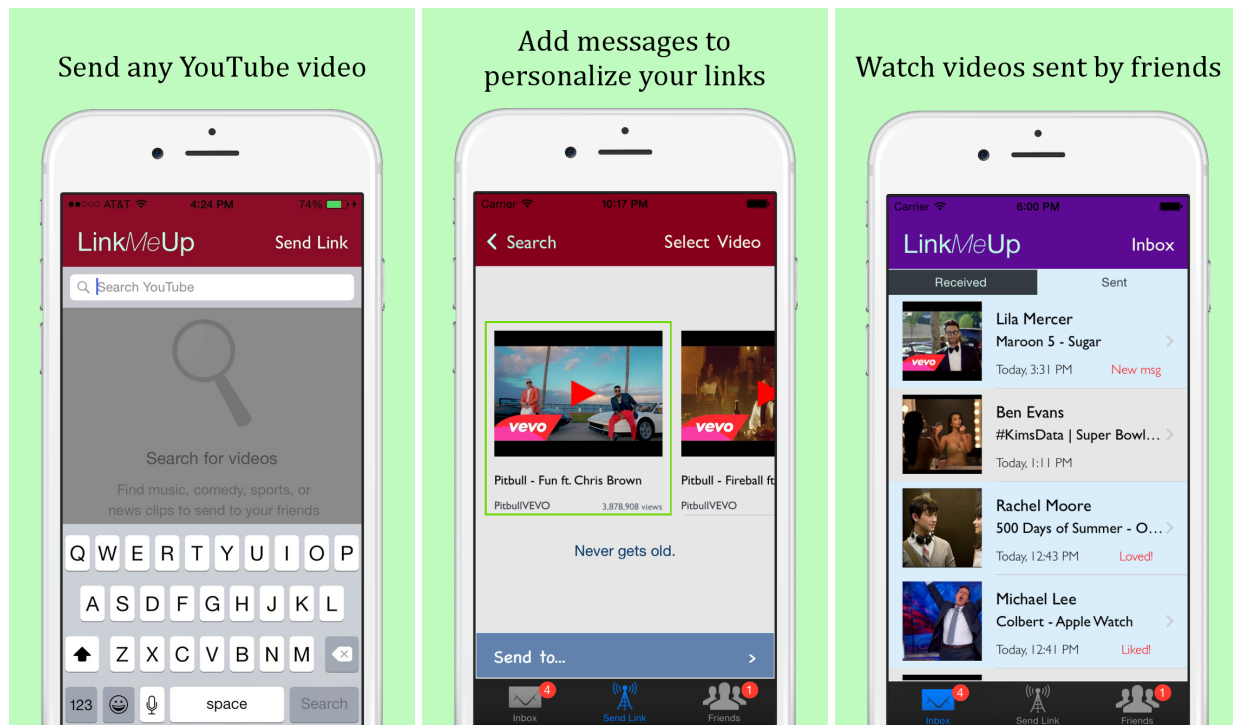 Send any YouTube video
AT&T
4:24 PM
74%
LinkMeUp
Send Link
Search YouTube
Search for videos
Find music, comedy, sports, or
news clips to send to your friends
Q W E R T Y U I O P
A S D F G H J K L
Z X C V B N M
123
space
Search
Add messages to
personalize your links
Carrier
10:17 PM
Search
Select Video
vevo
vevo
Pitbull - Fun ft. Chris Brown
Pitbull - Fireball ft
PitbullVEVO
3,878,908 views
PitbullVEVO
Never gets old.
Send to...
4
1
Inbox
Send Link
Friends
Watch videos sent by friends
Carrier
6:00 PM
LinkMeUp
Inbox
Received
Sent
vevo
Lila Mercer
Maroon 5 - Sugar
Today, 3:31 PM
New msg
Ben Evans
#KimsData | Super Bowl...
Today, 1:11 PM
Rachel Moore
500 Days of Summer - O...
Today, 12:43 PM
Loved!
Michael Lee
Colbert - Apple Watch
Today, 12:41 PM
Liked!
4
1
Inbox
Send Link
Friends